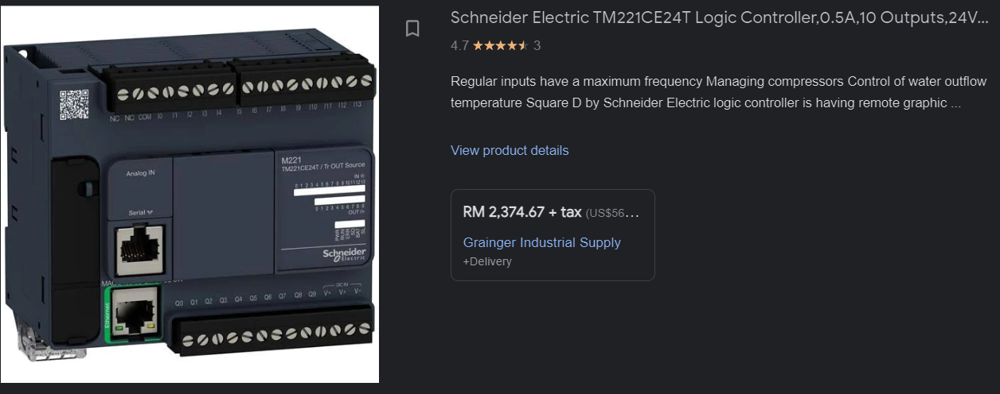 Schneider Electric TM221CE24T Logic Controller,0.5A,10 Outputs,24V...
4.7 3
Regular inputs have a maximum frequency Managing compressors Control of water outflow
temperature Square D by Schneider Electric logic controller is having remote graphic ...
View product details
RM 2,374.67 + tax (US$56...
Grainger Industrial Supply
+Delivery
NC NC COM I0 I1 I2 I3 I4 I5 I6 I7 I8 I9 I10 I11 I12 I13
Analog IN
Serial
M221
TM221CE24T / Tr OUT Source
IN
0 1 2 3 4 5 6 7 8 9 10 11 12 13
0 1 2 3 4 5 6 7 8 9
OUT
PWR
RUN
ERR
SD
BAT
SL
Schneider
Electric
Ethernet
DC IN
Q0 Q1 Q2 Q3 Q4 Q5 Q6 Q7 Q8 Q9 V+ V+ V-